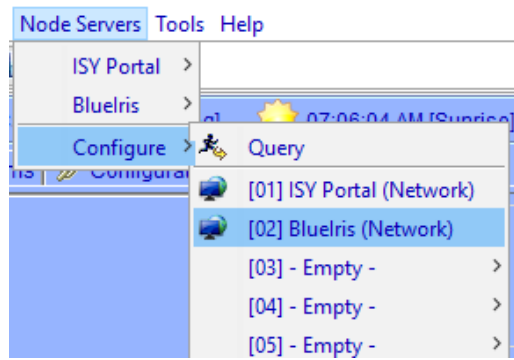 Node Servers Tools Help
ISY Portal >
BlueIris >
07:06:04 AM [Sunrise]
Configure >
Query
[01] ISY Portal (Network)
[02] BlueIris (Network)
[03] - Empty - >
[04] - Empty - >
[05] - Empty - >